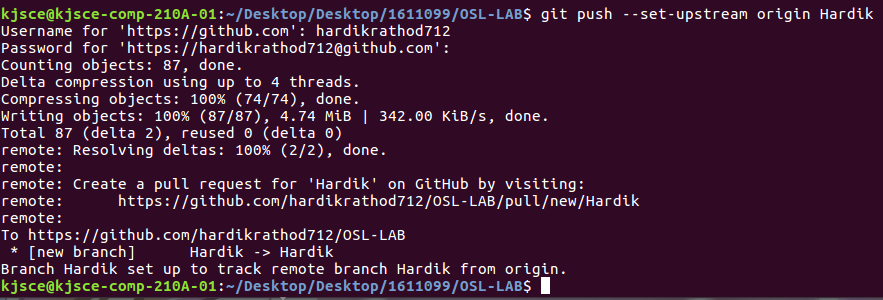 kjsce@kjsce-comp-210A-01:~/Desktop/Desktop/1611099/OSL-LAB$ git push --set-upstream origin Hardik
Username for 'https://github.com': hardikrathod712
Password for 'https://hardikrathod712@github.com':
Counting objects: 87, done.
Delta compression using up to 4 threads.
Compressing objects: 100% (74/74), done.
Writing objects: 100% (87/87), 4.74 MiB | 342.00 KiB/s, done.
Total 87 (delta 2), reused 0 (delta 0)
remote: Resolving deltas: 100% (2/2), done.
remote:
remote: Create a pull request for 'Hardik' on GitHub by visiting:
remote:      https://github.com/hardikrathod712/OSL-LAB/pull/new/Hardik
remote:
To https://github.com/hardikrathod712/OSL-LAB
 * [new branch]      Hardik -> Hardik
Branch Hardik set up to track remote branch Hardik from origin.
kjsce@kjsce-comp-210A-01:~/Desktop/Desktop/1611099/OSL-LAB$